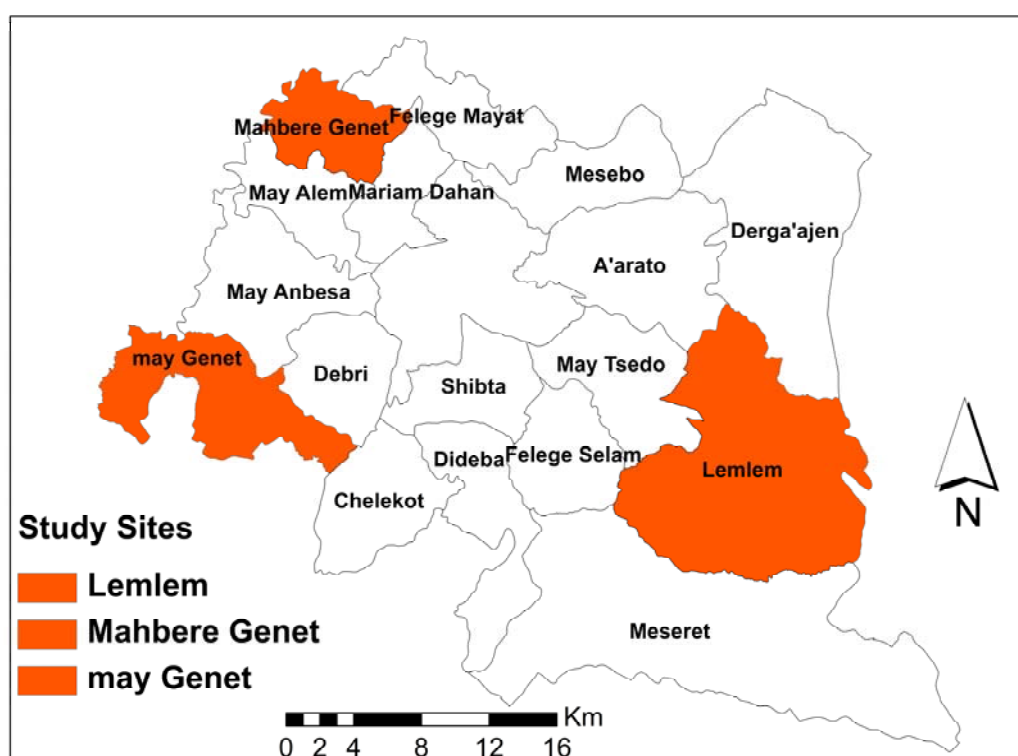 Felege Mayat
Mahbere Genet
Mesebo
May Alem
Mariam Dahan
Derga'ajen
A'arato
May Anbesa
may Genet
Debri
May Tsedo
Shibta
Dideba
Felege Selam
Lemlem
Chelekot
N
Study Sites
Lemlem
Mahbere Genet
may Genet
Meseret
Km
0 2 4 8 12 16